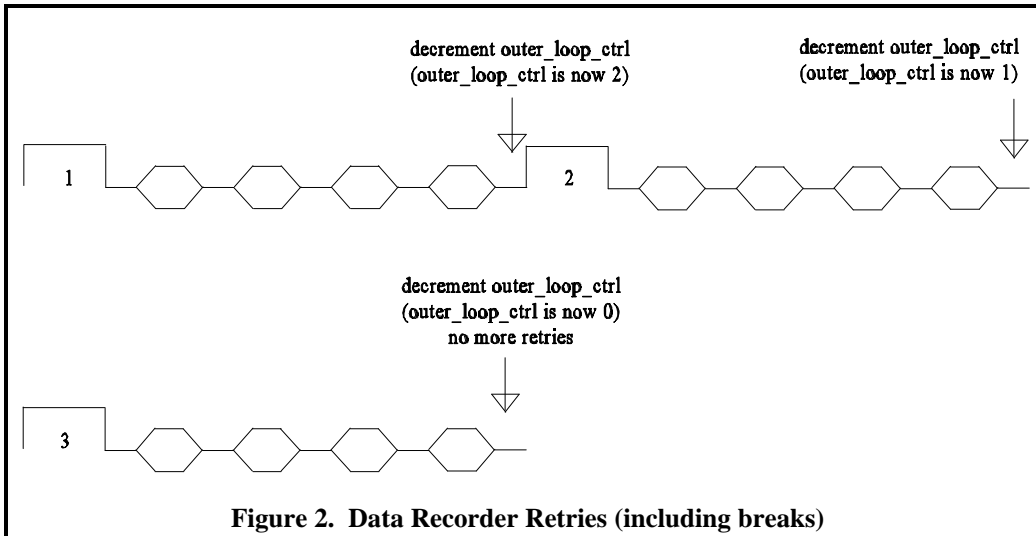 decrement outer_loop_ctrl
(outer_loop_ctrl is now 2)
decrement outer_loop_ctrl
(outer_loop_ctrl is now 1)
1
2
decrement outer_loop_ctrl
(outer_loop_ctrl is now 0)
no more retries
3
Figure 2.  Data Recorder Retries (including breaks)